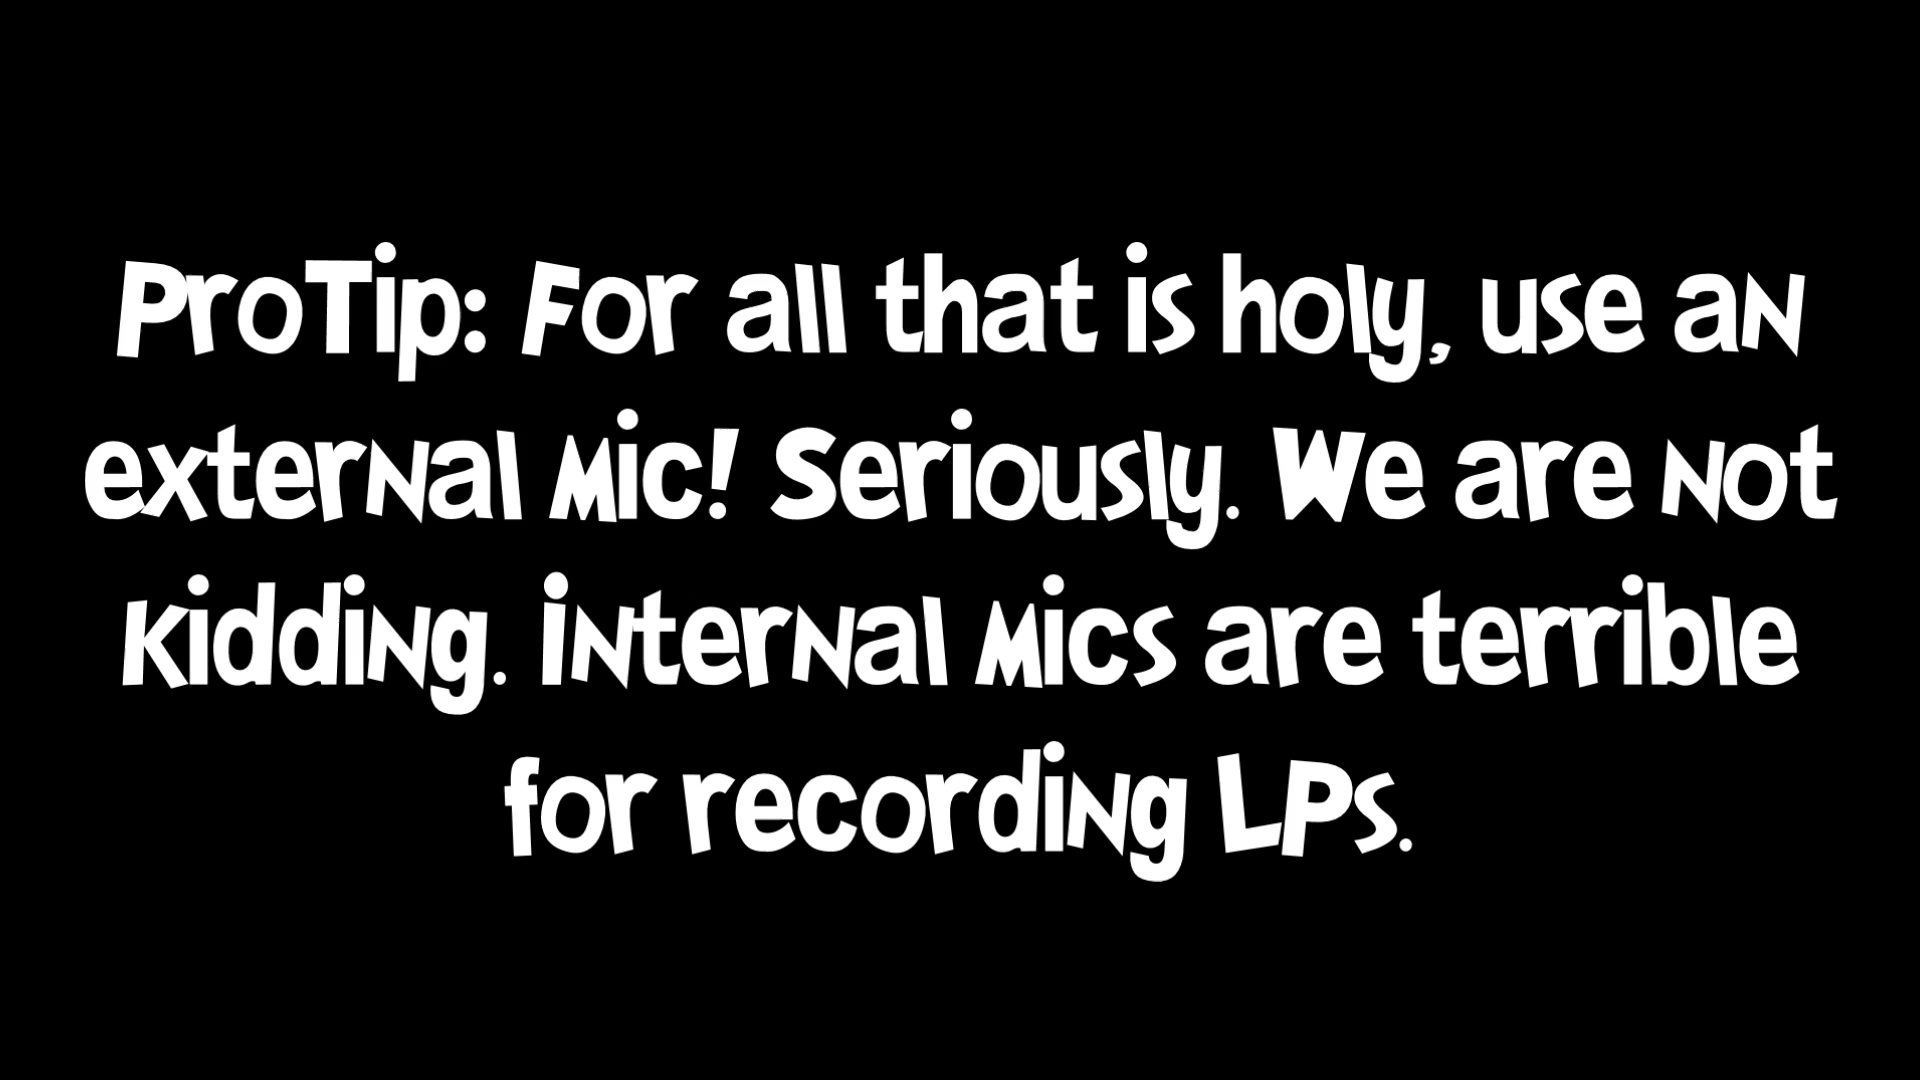 ProTip: For all that is holy, use an
external mic! Seriously. We are not
kidding. Internal mics are terrible
for recording LPs.